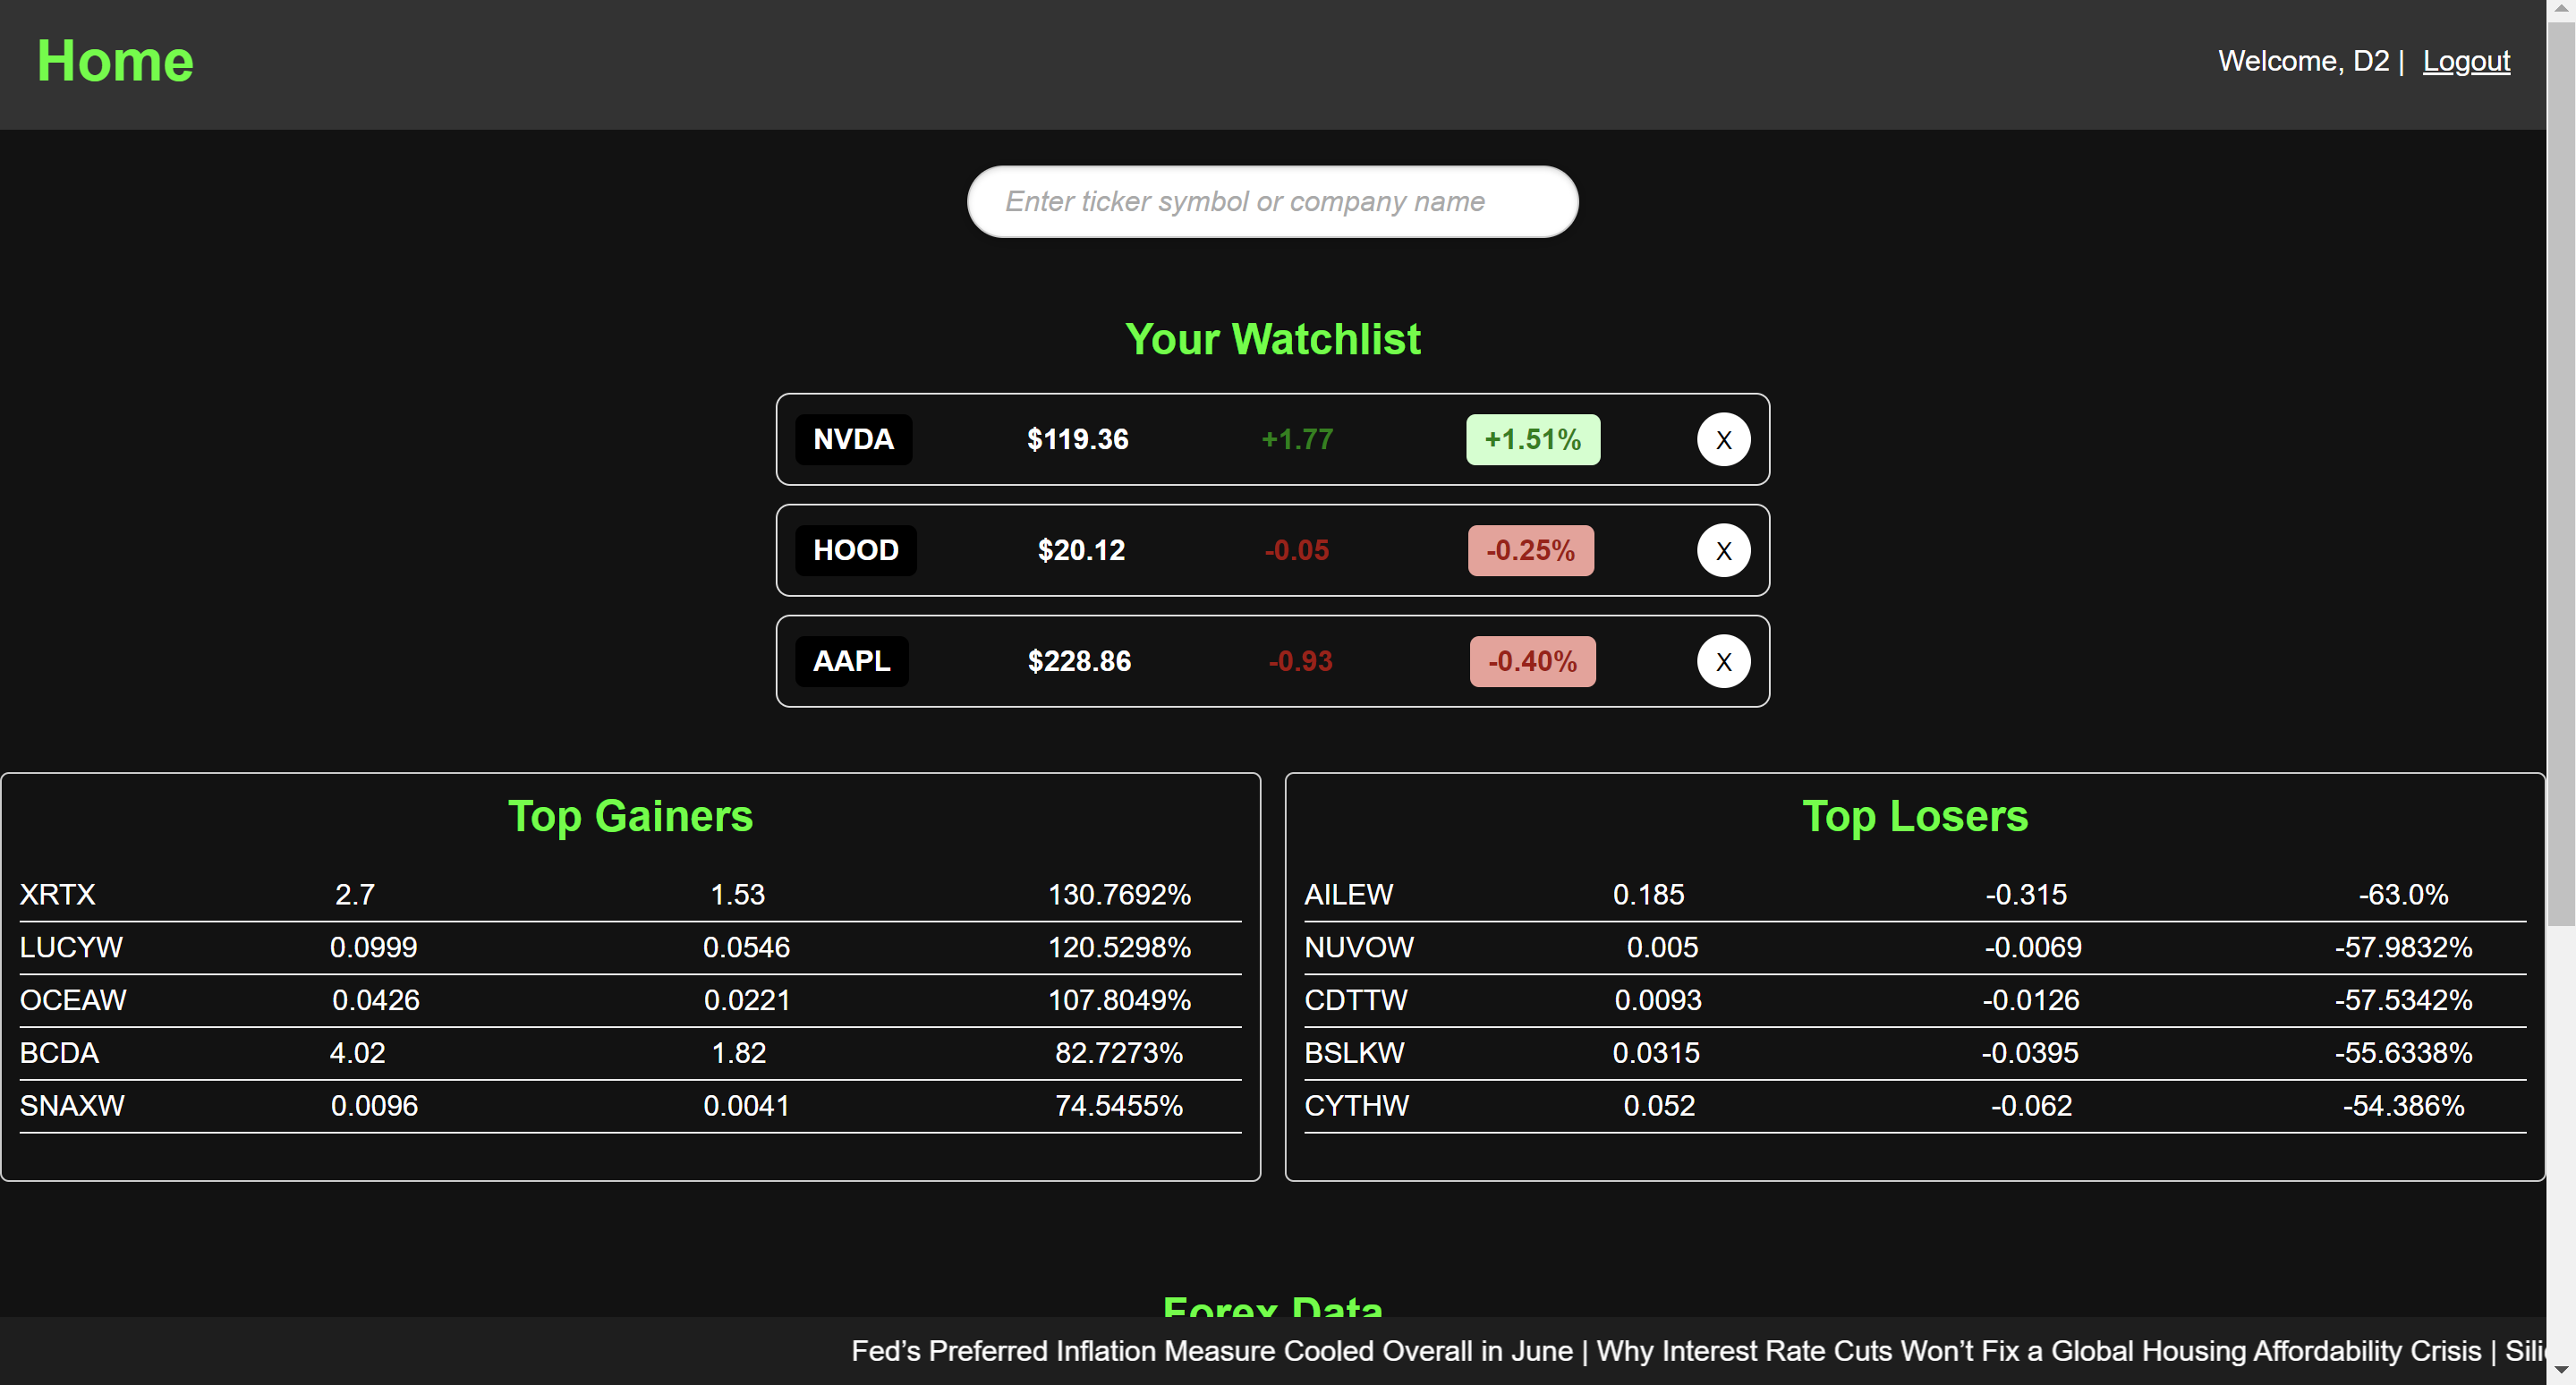 Home
Welcome, D2 | Logout
Enter ticker symbol or company name
Your Watchlist
NVDA $119.36 +1.77 +1.51% X
HOOD $20.12 -0.05 -0.25% X
AAPL $228.86 -0.93 -0.40% X
Top Gainers
XRTX 2.7 1.53 130.7692%
LUCYW 0.0999 0.0546 120.5298%
OCEAW 0.0426 0.0221 107.8049%
BCDA 4.02 1.82 82.7273%
SNAXW 0.0096 0.0041 74.5455%
Top Losers
AILEW 0.185 -0.315 -63.0%
NUVOW 0.005 -0.0069 -57.9832%
CDTTW 0.0093 -0.0126 -57.5342%
BSLKW 0.0315 -0.0395 -55.6338%
CYTHW 0.052 -0.062 -54.386%
Forex Data
Fed’s Preferred Inflation Measure Cooled Overall in June | Why Interest Rate Cuts Won’t Fix a Global Housing Affordability Crisis |